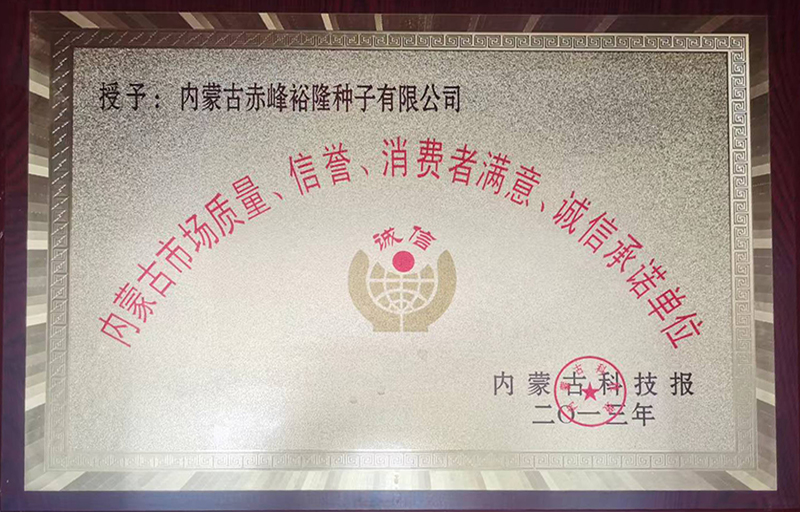 授予：内蒙古赤峰裕隆种子有限公司
内蒙古市场质量、信誉、消费者满意、诚信承诺单位
诚信
内蒙古科技报
二〇一三年